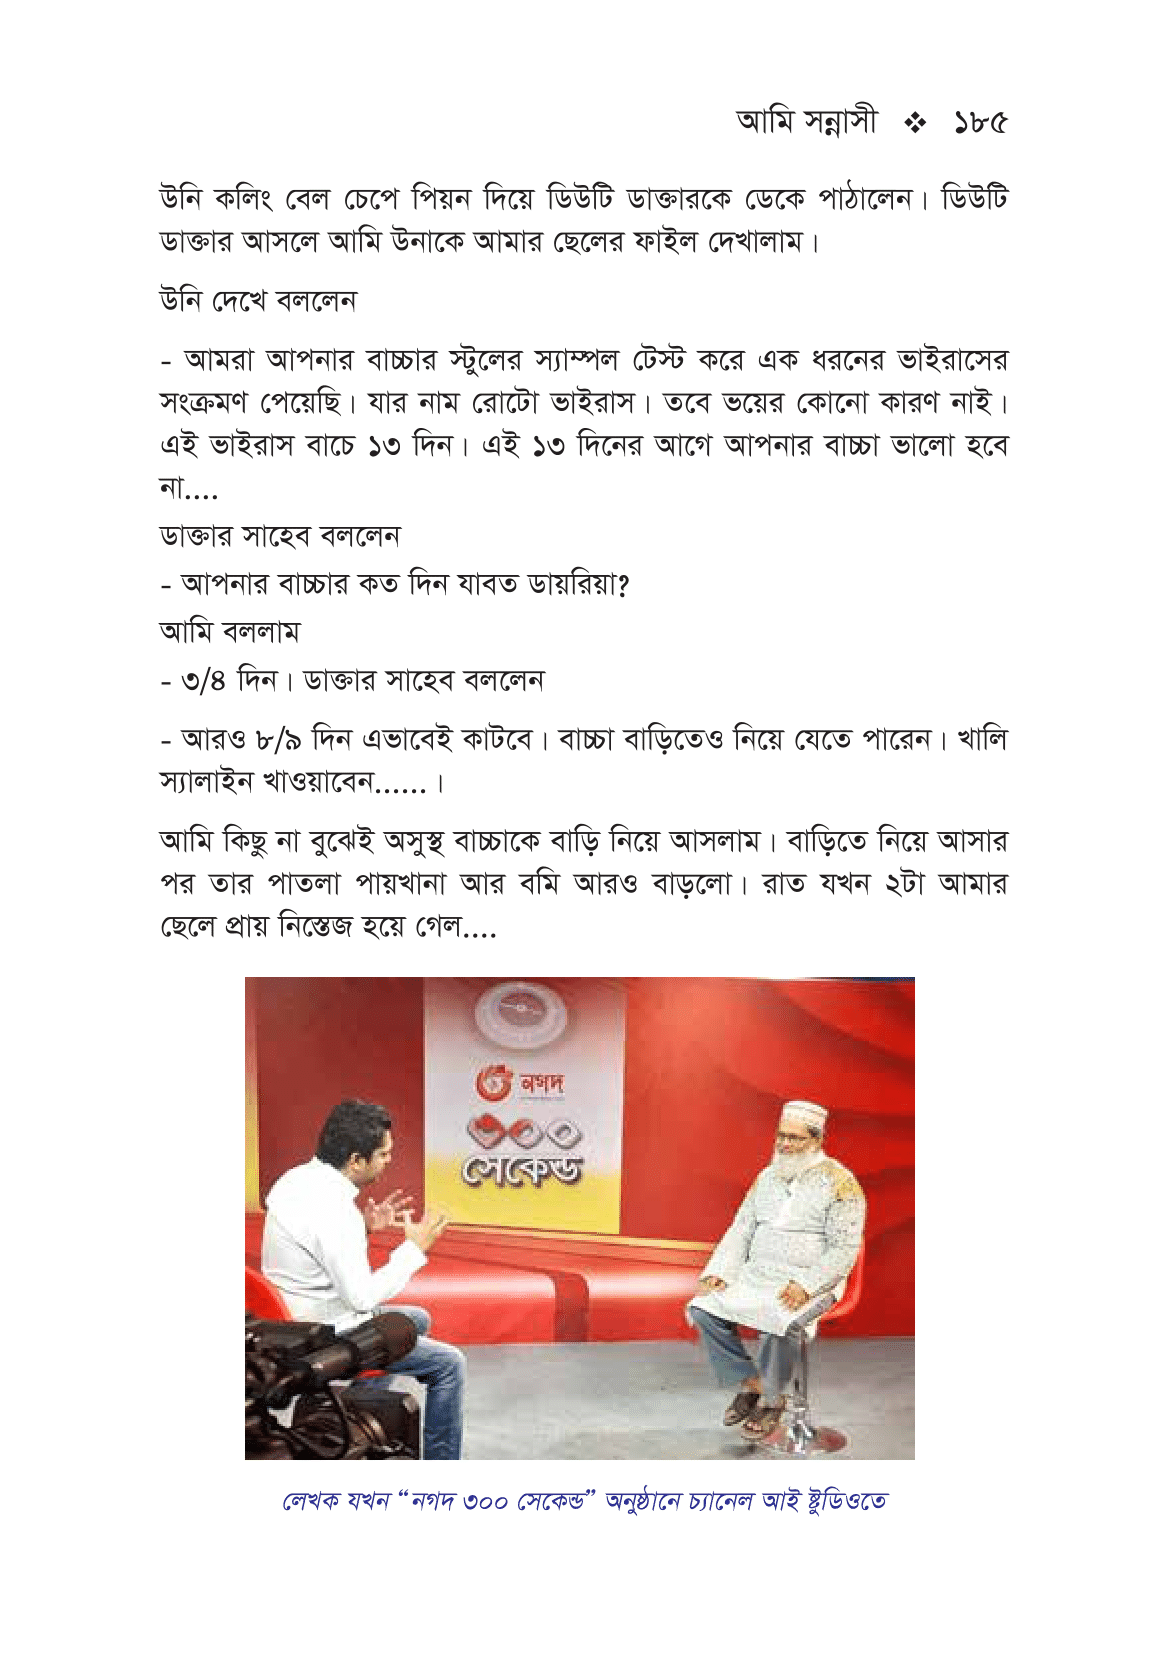 আমি সন্নাসী ❖ ১৮৫
উনি কলিং বেল চেপে পিয়ন দিয়ে ডিউটি ডাক্তারকে ডেকে পাঠালেন। ডিউটি
ডাক্তার আসলে আমি উনাকে আমার ছেলের ফাইল দেখালাম।
উনি দেখে বললেন
- আমরা আপনার বাচ্চার স্টুলের স্যাম্পল টেস্ট করে এক ধরনের ভাইরাসের
সংক্রমণ পেয়েছি। যার নাম রোটো ভাইরাস। তবে ভয়ের কোনো কারণ নাই।
এই ভাইরাস বাচে ১৩ দিন। এই ১৩ দিনের আগে আপনার বাচ্চা ভালো হবে
না....
ডাক্তার সাহেব বললেন
- আপনার বাচ্চার কত দিন যাবত ডায়রিয়া?
আমি বললাম
- ৩/৪ দিন। ডাক্তার সাহেব বললেন
- আরও ৮/৯ দিন এভাবেই কাটবে। বাচ্চা বাড়িতেও নিয়ে যেতে পারেন। খালি
স্যালাইন খাওয়াবেন......।
আমি কিছু না বুঝেই অসুস্থ বাচ্চাকে বাড়ি নিয়ে আসলাম। বাড়িতে নিয়ে আসার
পর তার পাতলা পায়খানা আর বমি আরও বাড়লো। রাত যখন ২টা আমার
ছেলে প্রায় নিস্তেজ হয়ে গেল....
নগদ
৩০০
সেকেন্ড
লেখক যখন “নগদ ৩০০ সেকেন্ড” অনুষ্ঠানে চ্যানেল আই ষ্টুডিওতে